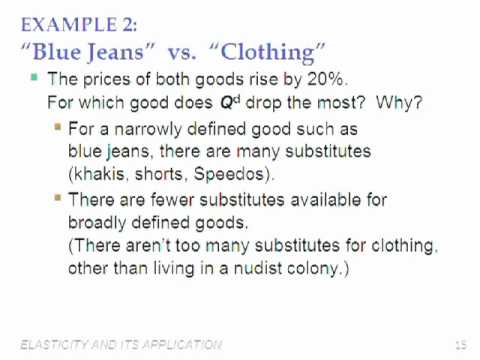 EXAMPLE 2:
“Blue Jeans” vs. “Clothing”
The prices of both goods rise by 20%.
For which good does Qd drop the most? Why?
For a narrowly defined good such as
blue jeans, there are many substitutes
(khakis, shorts, Speedos).
There are fewer substitutes available for
broadly defined goods.
(There aren’t too many substitutes for clothing,
other than living in a nudist colony.)
ELASTICITY AND ITS APPLICATION 15